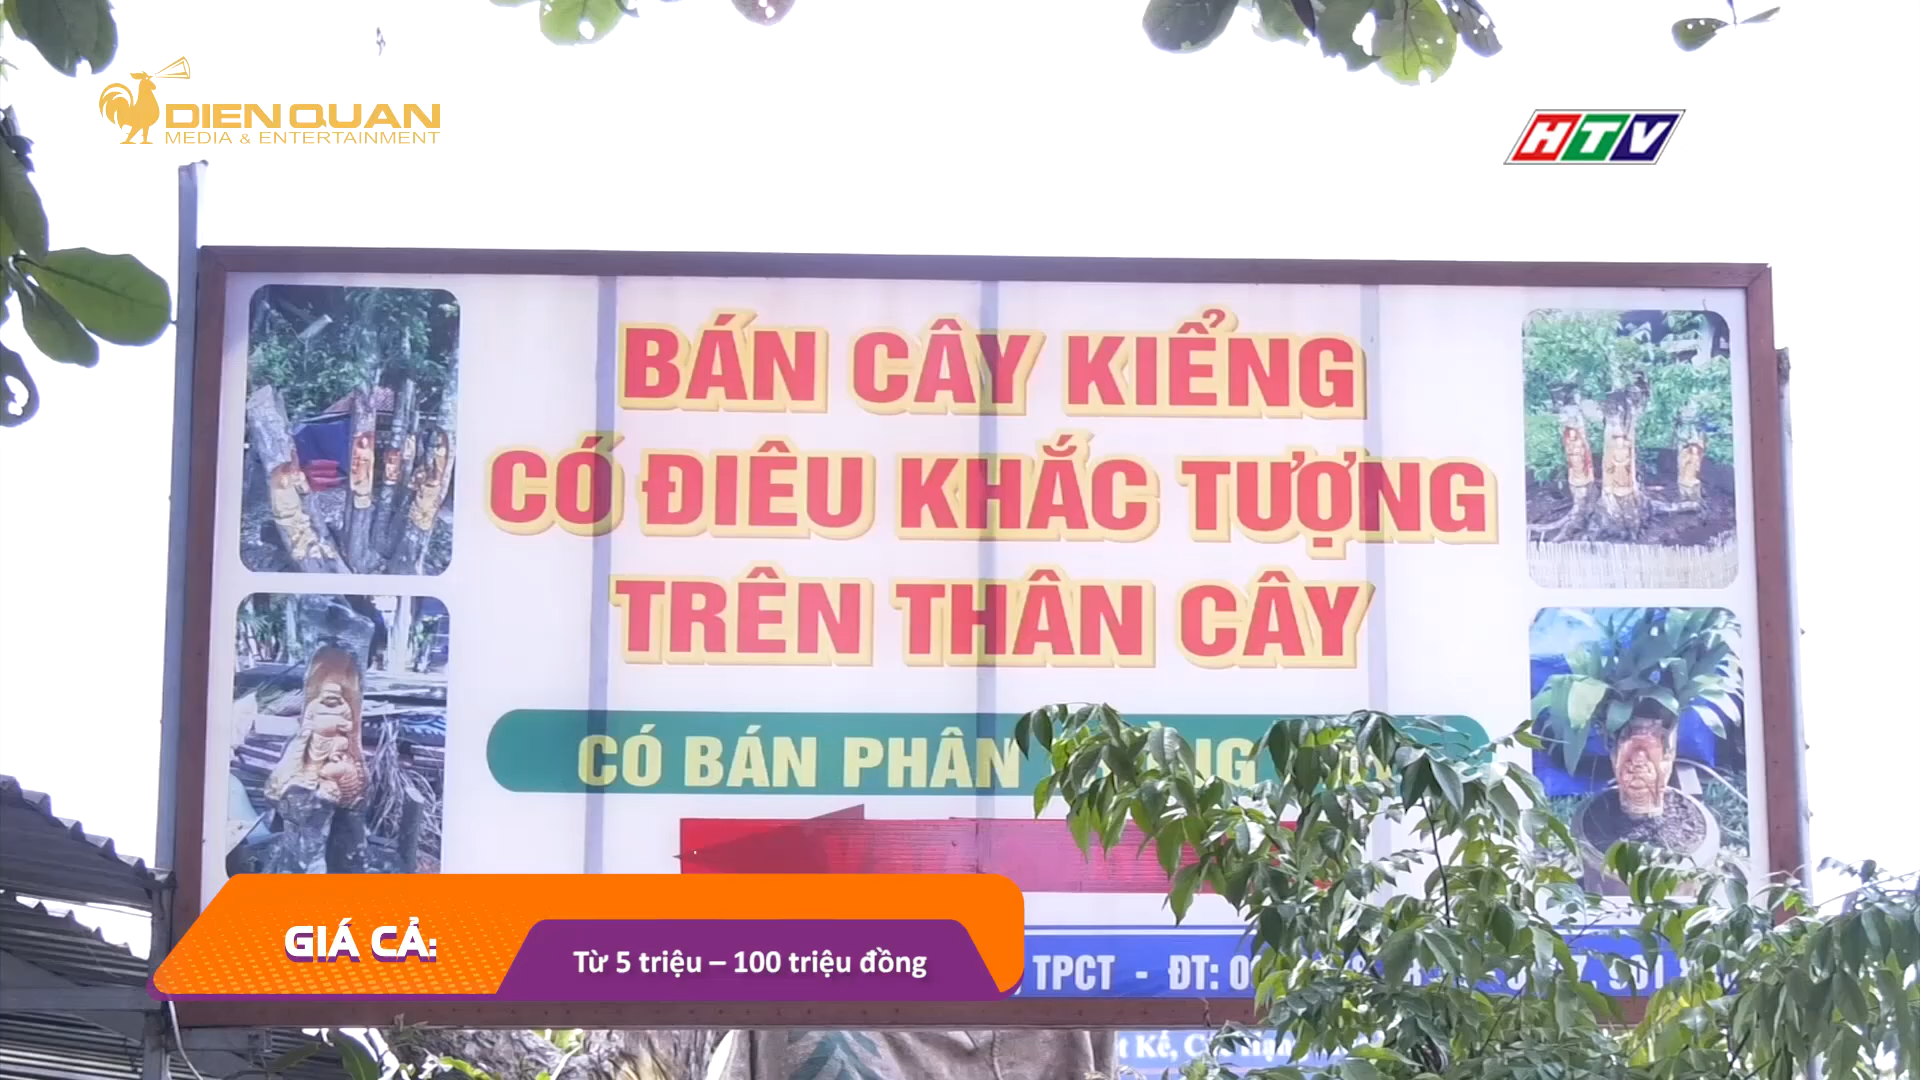 DIEN QUAN
MEDIA & ENTERTAINMENT
HTV
BÁN CÂY KIỂNG
CÓ ĐIÊU KHẮC TƯỢNG
TRÊN THÂN CÂY
CÓ BÁN PHÂN
GIÁ CẢ:
Từ 5 triệu – 100 triệu đồng
TPCT - ĐT: